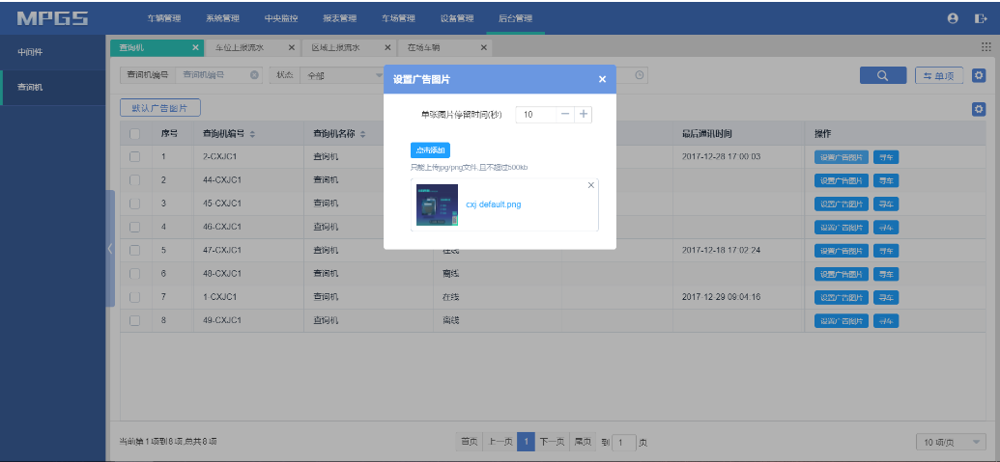 MPGS 车辆管理 系统管理 中央监控 报表管理 车场管理 设备管理 后台管理
中间件
查询机
查询机 车位上报流水 区域上报流水 在场车辆
查询机编号 查询机编号 状态 全部 单项
默认广告图片
设置广告图片
单张图片停留时间(秒) 10
点击添加
只能上传jpg/png文件,且不超过500kb
cxj-default.png
序号 查询机编号 查询机名称 最后通讯时间 操作
1 2-CXJC1 查询机 2017-12-28 17:00:03 设置广告图片 寻车
2 44-CXJC1 查询机 设置广告图片 寻车
3 45-CXJC1 查询机 设置广告图片 寻车
4 46-CXJC1 查询机 设置广告图片 寻车
5 47-CXJC1 查询机 在线 2017-12-18 17:02:24 设置广告图片 寻车
6 48-CXJC1 查询机 离线 设置广告图片 寻车
7 1-CXJC1 查询机 在线 2017-12-29 09:04:16 设置广告图片 寻车
8 49-CXJC1 查询机 离线 设置广告图片 寻车
当前第1项到8项,总共8项 首页 上一页 1 下一页 尾页 到 1 页 10 项/页